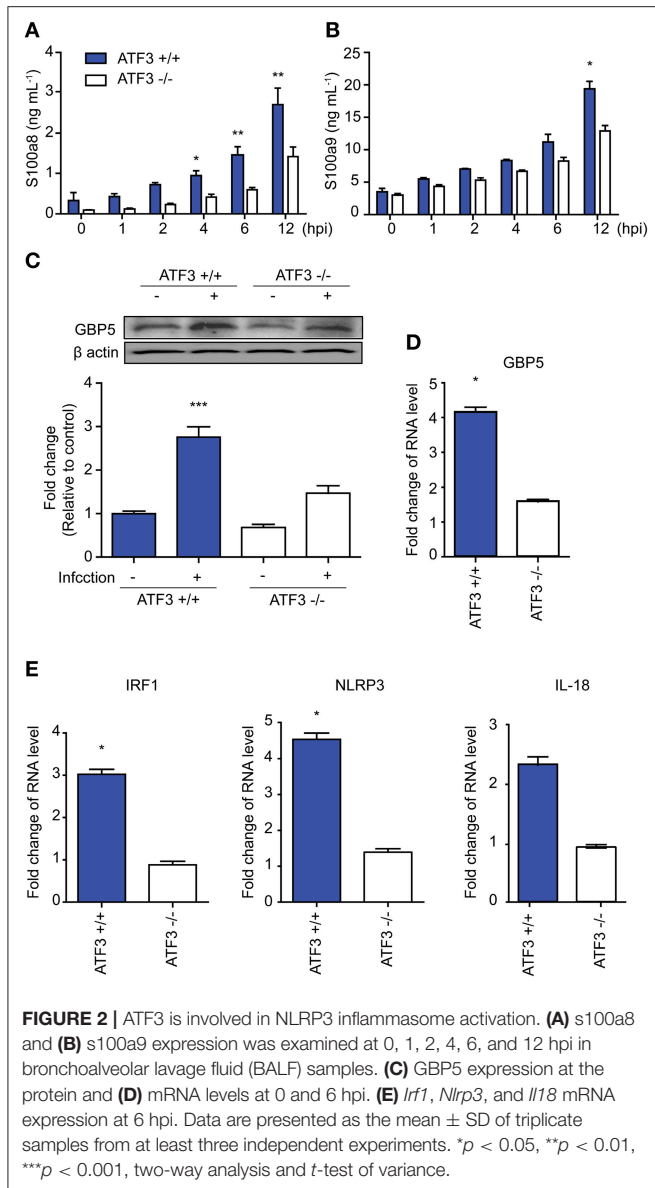 A
ATF3 +/+
ATF3 -/-
S100a8 (ng mL-1)
4
3
2
1
0
*
**
**
0 1 2 4 6 12 (hpi)
B
S100a9 (ng mL-1)
25
20
15
10
5
0
*
0 1 2 4 6 12 (hpi)
C
ATF3 +/+ ATF3 -/-
- + - +
GBP5
β actin
Fold change
(Relative to control)
4
3
2
1
0
***
Infcction - + - +
ATF3 +/+ ATF3 -/-
D
GBP5
Fold change of RNA level
5
4
3
2
1
0
*
ATF3 +/+
ATF3 -/-
E
IRF1
Fold change of RNA level
4
3
2
1
0
*
ATF3 +/+
ATF3 -/-
NLRP3
Fold change of RNA level
5
4
3
2
1
0
*
ATF3 +/+
ATF3 -/-
IL-18
Fold change of RNA level
3
2
1
0
ATF3 +/+
ATF3 -/-
FIGURE 2 | ATF3 is involved in NLRP3 inflammasome activation. (A) s100a8
and (B) s100a9 expression was examined at 0, 1, 2, 4, 6, and 12 hpi in
bronchoalveolar lavage fluid (BALF) samples. (C) GBP5 expression at the
protein and (D) mRNA levels at 0 and 6 hpi. (E) Irf1, Nlrp3, and Il18 mRNA
expression at 6 hpi. Data are presented as the mean ± SD of triplicate
samples from at least three independent experiments. *p < 0.05, **p < 0.01,
***p < 0.001, two-way analysis and t-test of variance.